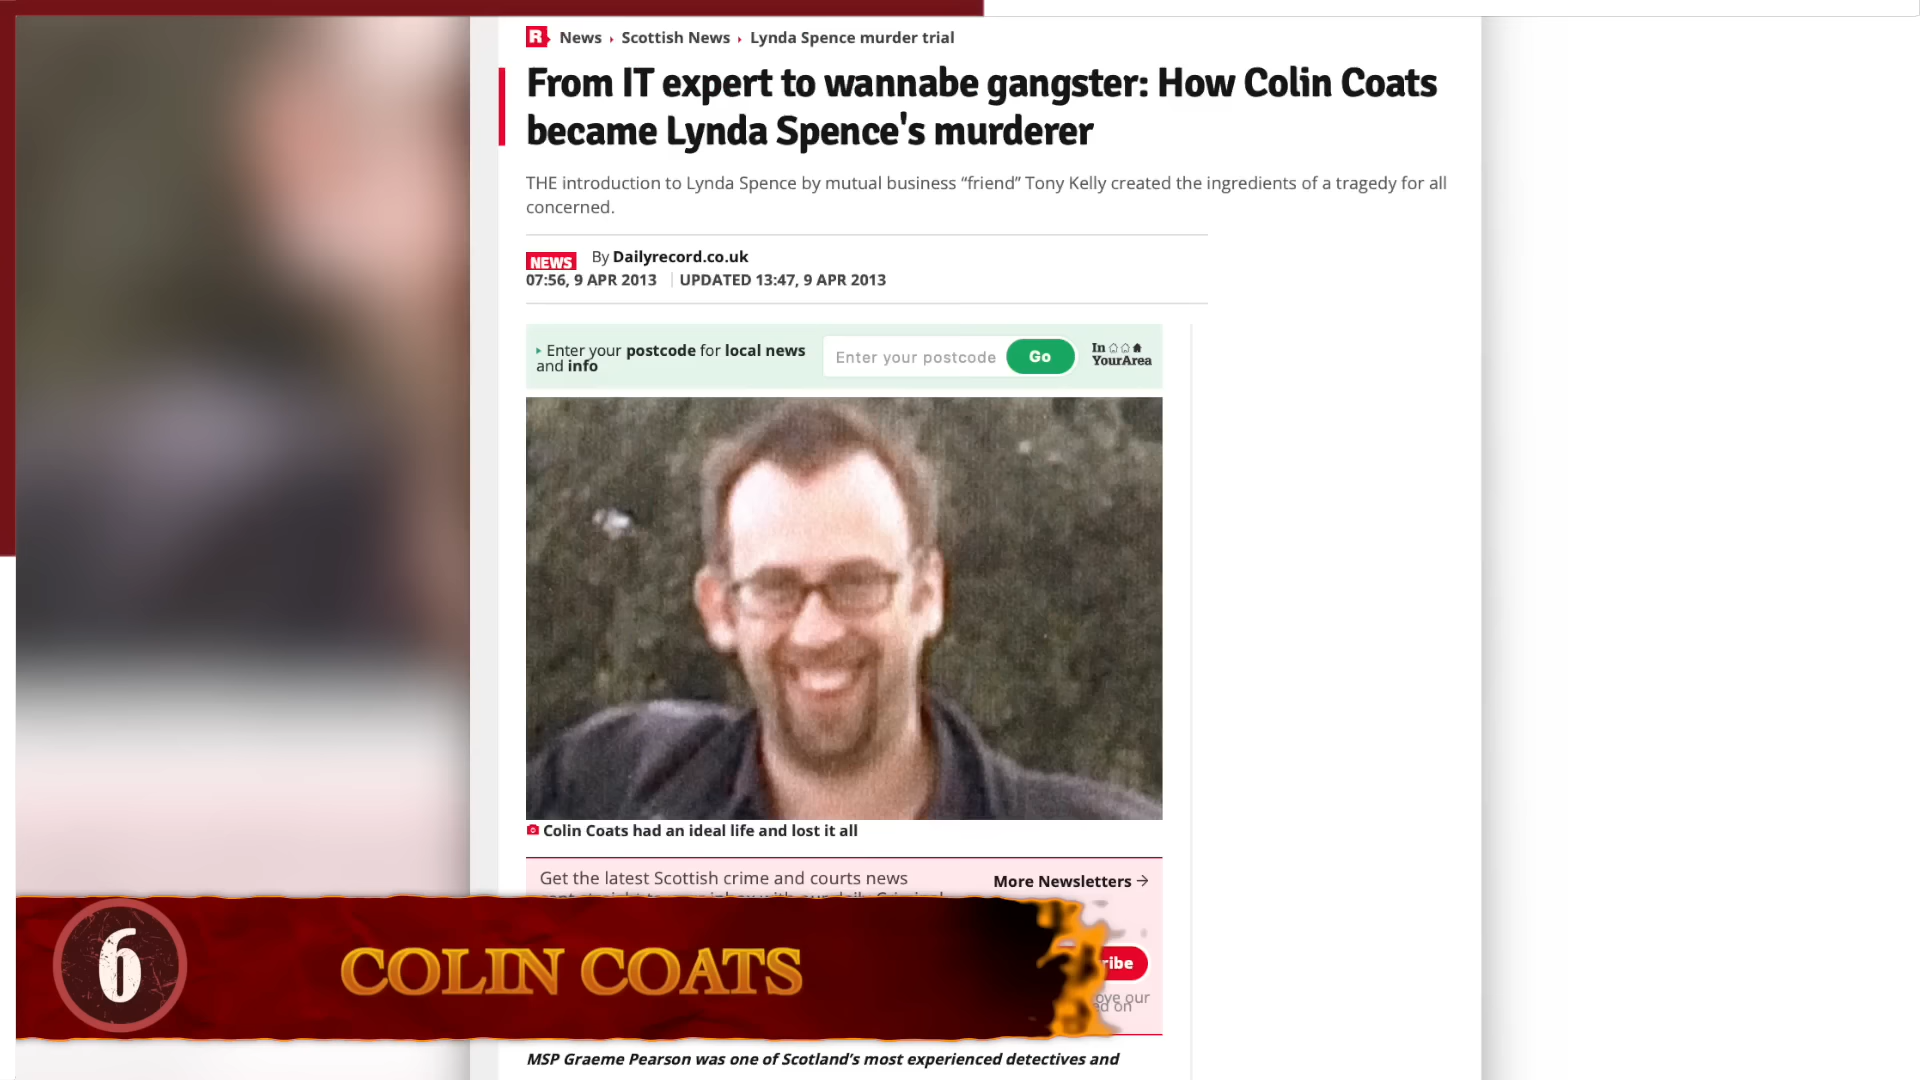 R News › Scottish News › Lynda Spence murder trial
From IT expert to wannabe gangster: How Colin Coats
became Lynda Spence's murderer
THE introduction to Lynda Spence by mutual business “friend” Tony Kelly created the ingredients of a tragedy for all
concerned.
NEWS By Dailyrecord.co.uk
07:56, 9 APR 2013 UPDATED 13:47, 9 APR 2013
Enter your postcode for local news
and info
Enter your postcode
Go
In
YourArea
Colin Coats had an ideal life and lost it all
Get the latest Scottish crime and courts news
More Newsletters →
6
COLIN COATS
ribe
ove our
ed on
MSP Graeme Pearson was one of Scotland's most experienced detectives and